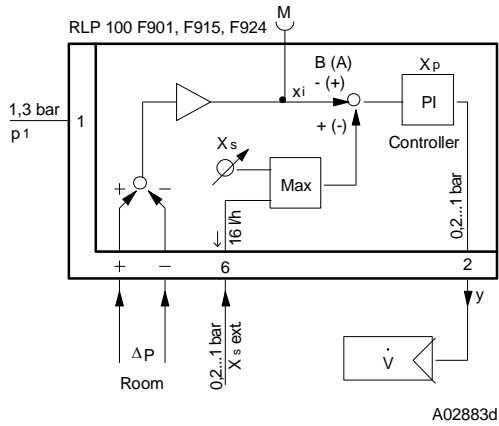 M
RLP 100 F901, F915, F924
B (A)
- (+)
Xp
xi
PI
1,3 bar
p1
1
+ (-)
Controller
Xs
Max
+
−
16 l/h
0,2...1 bar
+
−
6
2
y
ΔP
0,2...1 bar
Xs ext.
V̇
Room
A02883d